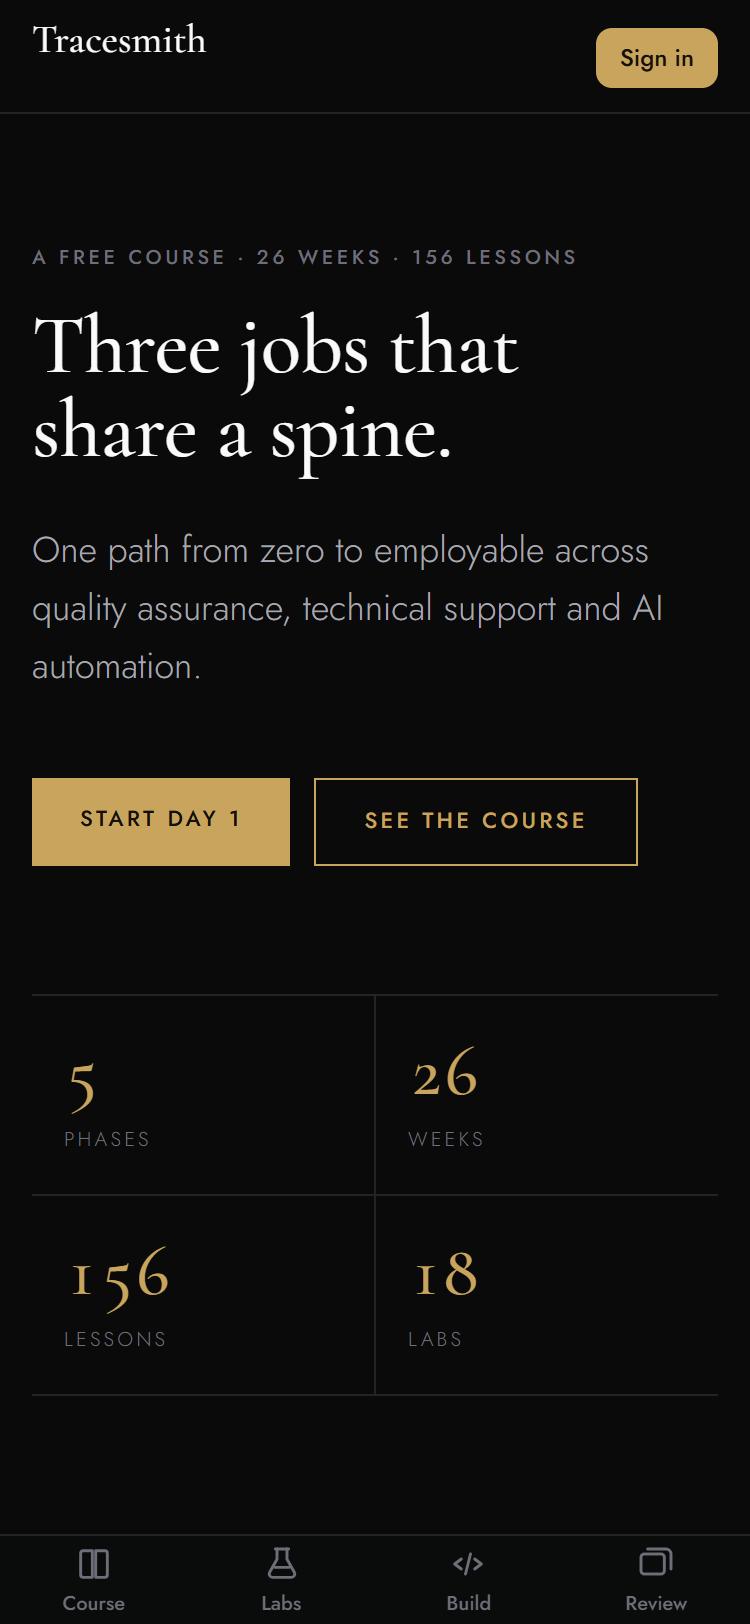 Tracesmith
Sign in
A FREE COURSE · 26 WEEKS · 156 LESSONS
Three jobs that
share a spine.
One path from zero to employable across
quality assurance, technical support and AI
automation.
START DAY 1
SEE THE COURSE
5
PHASES
26
WEEKS
156
LESSONS
18
LABS
Course
Labs
Build
Review